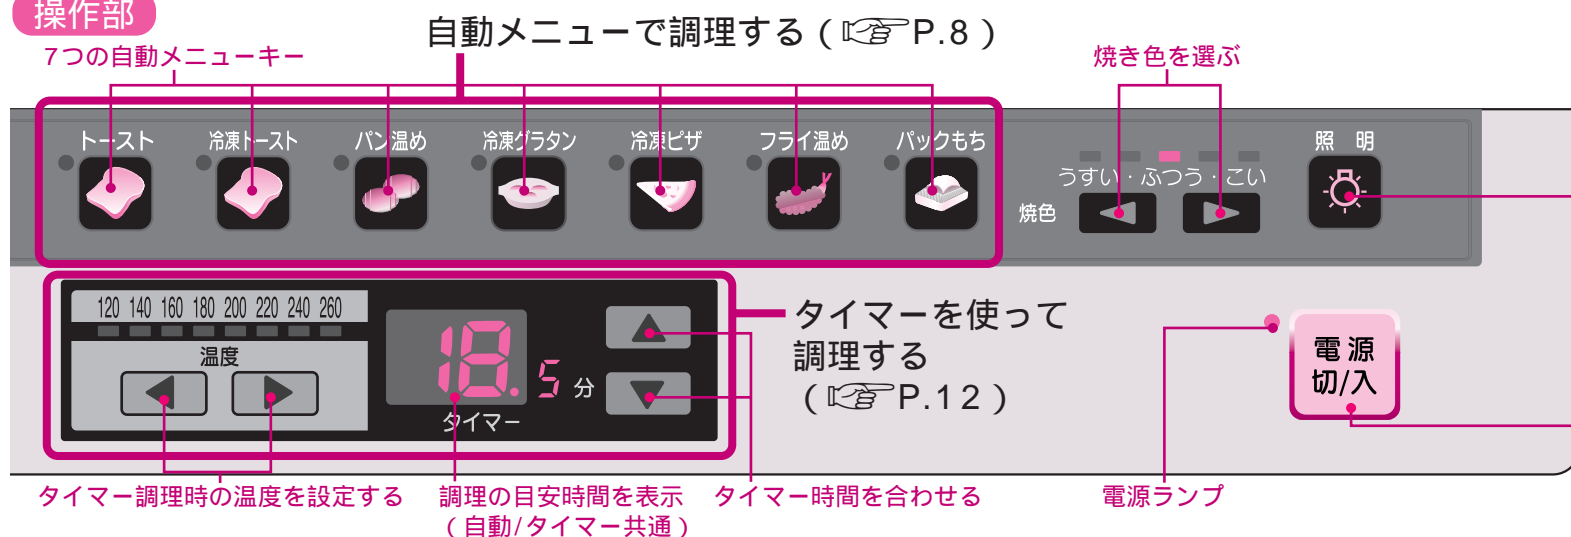 操作部
7つの自動メニューキー
自動メニューで調理する(☞P.8)
焼き色を選ぶ
トースト
冷凍トースト
パン温め
冷凍グラタン
冷凍ピザ
フライ温め
パックもち
うすい・ふつう・こい
焼色
照 明
120 140 160 180 200 220 240 260
温度
18.5分
タイマー
タイマーを使って
調理する
(☞P.12)
電源
切/入
タイマー調理時の温度を設定する
調理の目安時間を表示
(自動/タイマー共通)
タイマー時間を合わせる
電源ランプ